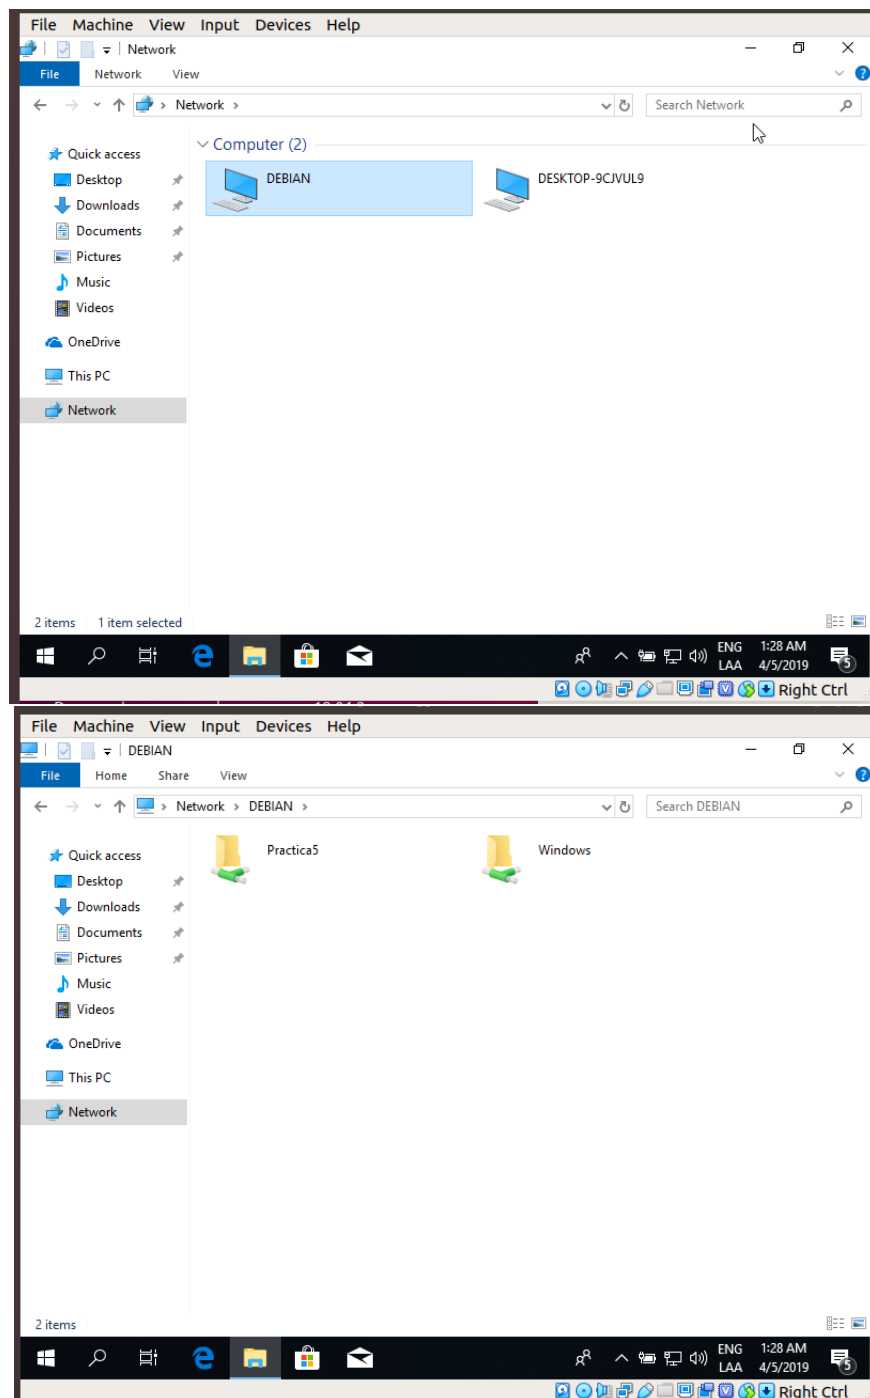 File Machine View Input Devices Help
Network
File Network View
Network
Search Network
Quick access
Desktop
Downloads
Documents
Pictures
Music
Videos
OneDrive
This PC
Network
Computer (2)
DEBIAN DESKTOP-9CJVUL9
2 items 1 item selected
ENG 1:28 AM
LAA 4/5/2019
5
Right Ctrl
File Machine View Input Devices Help
DEBIAN
File Home Share View
Network DEBIAN
Search DEBIAN
Quick access
Desktop
Downloads
Documents
Pictures
Music
Videos
OneDrive
This PC
Network
Practica5 Windows
2 items
ENG 1:28 AM
LAA 4/5/2019
5
Right Ctrl